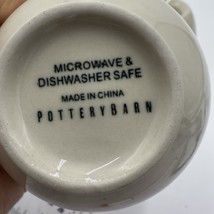 MICROWAVE &
DISHWASHER SAFE
MADE IN CHINA
POTTERYBARN